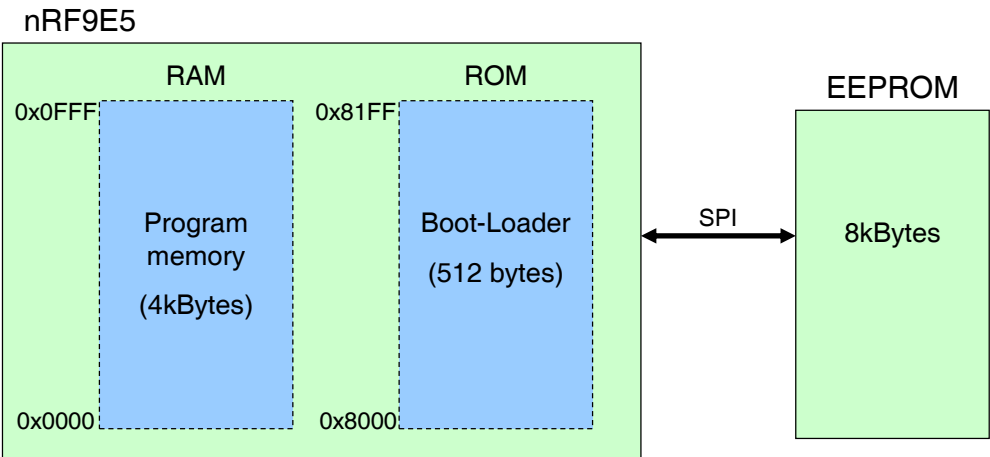 nRF9E5
RAM
ROM
EEPROM
0x0FFF
0x81FF
Program
memory
(4kBytes)
Boot-Loader
(512 bytes)
SPI
8kBytes
0x0000
0x8000